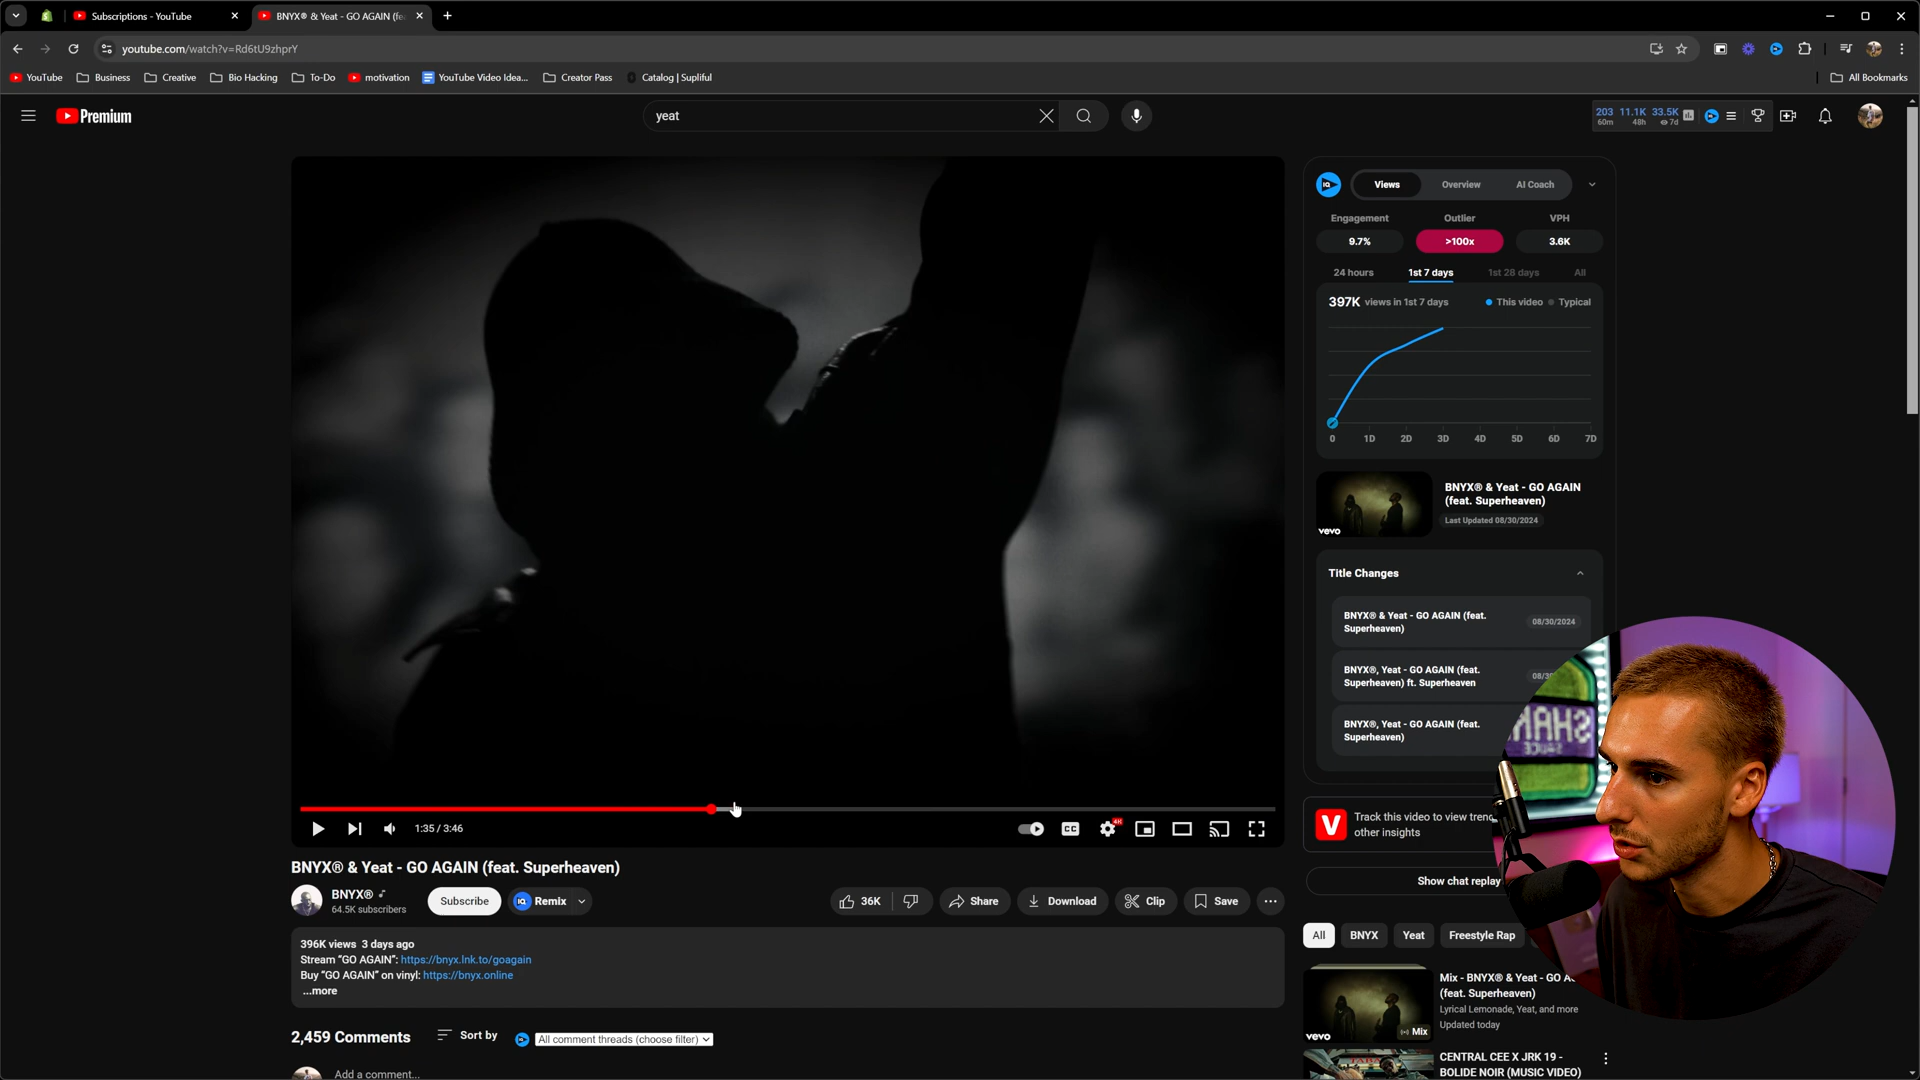 Subscriptions - YouTube
BNYX® & Yeat - GO AGAIN (fe
youtube.com/watch?v=Rd6tU9zhprY
YouTube
Business
Creative
Bio Hacking
To-Do
motivation
YouTube Video Idea...
Creator Pass
Catalog | Supliful
All Bookmarks
Premium
yeat
203 11.1K 33.5K
60m 48h 7d
Views
Overview
AI Coach
Engagement
Outlier
VPH
9.7%
>100x
3.6K
24 hours
1st 7 days
1st 28 days
All
397K views in 1st 7 days
This video
Typical
0 1D 2D 3D 4D 5D 6D 7D
vevo
BNYX® & Yeat - GO AGAIN
(feat. Superheaven)
Last Updated 08/30/2024
Title Changes
BNYX® & Yeat - GO AGAIN (feat.
Superheaven)
08/30/2024
BNYX®, Yeat - GO AGAIN (feat.
Superheaven) ft. Superheaven
08/3
BNYX®, Yeat - GO AGAIN (feat.
Superheaven)
Track this video to view tren
other insights
Show chat replay
1:35 / 3:46
CC
4K
BNYX® & Yeat - GO AGAIN (feat. Superheaven)
BNYX®
64.5K subscribers
Subscribe
IQ
Remix
36K
Share
Download
Clip
Save
396K views 3 days ago
Stream “GO AGAIN”: https://bnyx.lnk.to/goagain
Buy “GO AGAIN” on vinyl: https://bnyx.online
...more
2,459 Comments
Sort by
All comment threads (choose filter)
Add a comment...
All
BNYX
Yeat
Freestyle Rap
vevo
Mix
Mix - BNYX® & Yeat - GO A
(feat. Superheaven)
Lyrical Lemonade, Yeat, and more
Updated today
CENTRAL CEE X JRK 19 -
BOLIDE NOIR (MUSIC VIDEO)